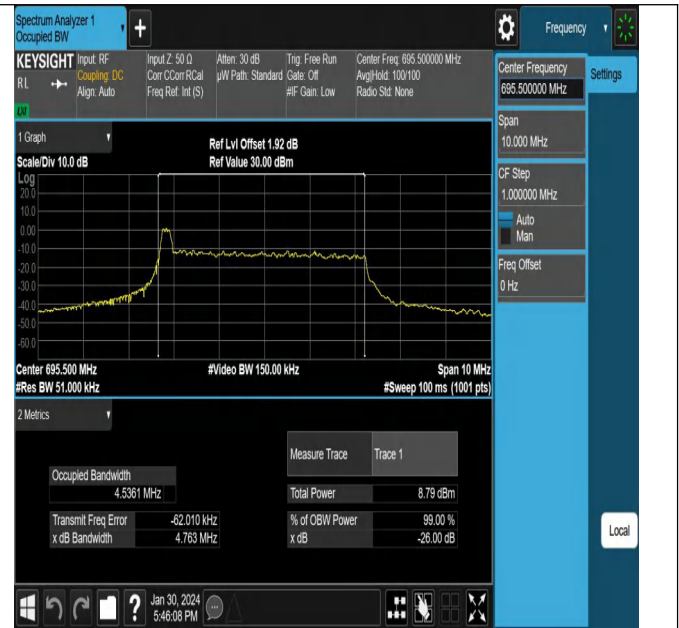 Spectrum Analyzer 1
Occupied BW
Frequency
KEYSIGHT
RL
Input: RF
Coupling: DC
Align: Auto
Input Z: 50 Ω
Corr CCorr RCal
Freq Ref: Int (S)
Atten: 30 dB
µW Path: Standard
Trig: Free Run
Gate: Off
#IF Gain: Low
Center Freq: 695.500000 MHz
Avg|Hold: 100/100
Radio Std: None
LXI
Center Frequency
695.500000 MHz
Settings
Span
10.000 MHz
CF Step
1.000000 MHz
Auto
Man
Freq Offset
0 Hz
1 Graph
Scale/Div 10.0 dB
Ref Lvl Offset 1.92 dB
Ref Value 30.00 dBm
Log
20.0
10.0
0.00
-10.0
-20.0
-30.0
-40.0
-50.0
-60.0
Center 695.500 MHz
#Video BW 150.00 kHz
Span 10 MHz
#Res BW 51.000 kHz
#Sweep 100 ms (1001 pts)
2 Metrics
Measure Trace
Trace 1
Occupied Bandwidth
4.5361 MHz
Total Power
8.79 dBm
Transmit Freq Error
-62.010 kHz
% of OBW Power
99.00 %
x dB Bandwidth
4.763 MHz
x dB
-26.00 dB
Local
?
Jan 30, 2024
5:46:08 PM